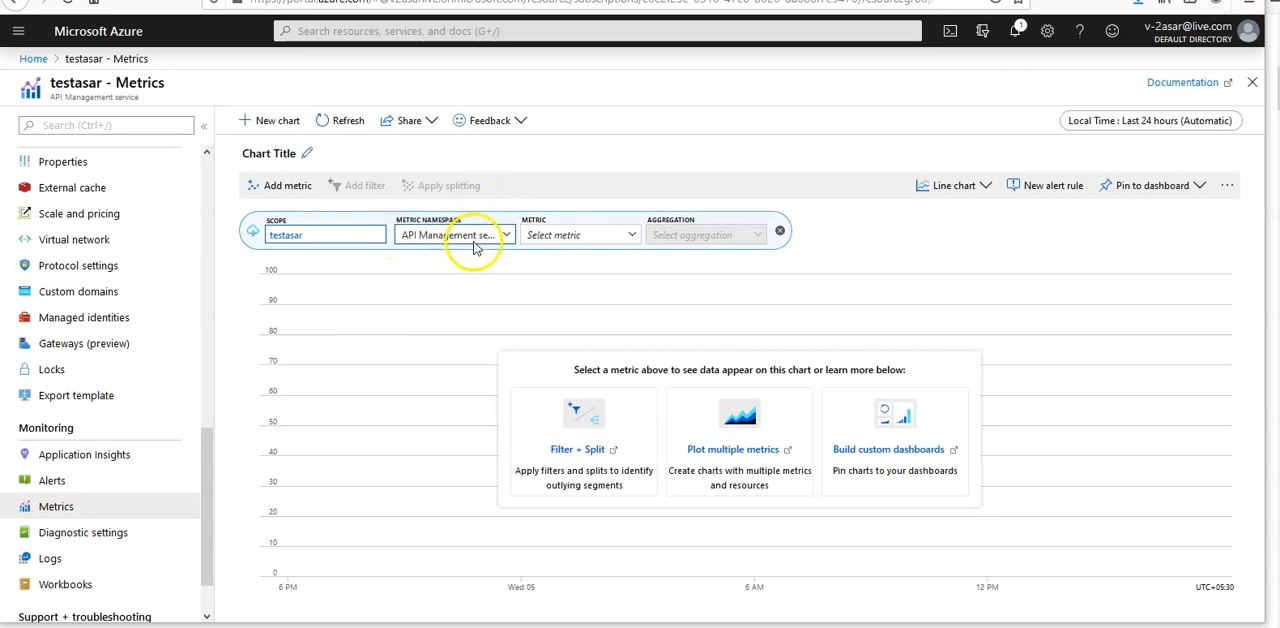 Microsoft Azure
Search resources, services, and docs (G+/)
1
v-2asar@live.com
DEFAULT DIRECTORY
Home > testasar - Metrics
testasar - Metrics
API Management service
Documentation
Search (Ctrl+/)
«
New chart
Refresh
Share
Feedback
Local Time : Last 24 hours (Automatic)
Properties
External cache
Scale and pricing
Virtual network
Protocol settings
Custom domains
Managed identities
Gateways (preview)
Locks
Export template
Monitoring
Application Insights
Alerts
Metrics
Diagnostic settings
Logs
Workbooks
Support + troubleshooting
Chart Title
Add metric
Add filter
Apply splitting
Line chart
New alert rule
Pin to dashboard
...
SCOPE
testasar
METRIC NAMESPACE
API Management se...
METRIC
Select metric
AGGREGATION
Select aggregation
100
90
80
70
60
50
40
30
20
10
0
6 PM
Wed 05
6 AM
12 PM
UTC+05:30
Select a metric above to see data appear on this chart or learn more below:
Filter + Split
Apply filters and splits to identify
outlying segments
Plot multiple metrics
Create charts with multiple metrics
and resources
Build custom dashboards
Pin charts to your dashboards